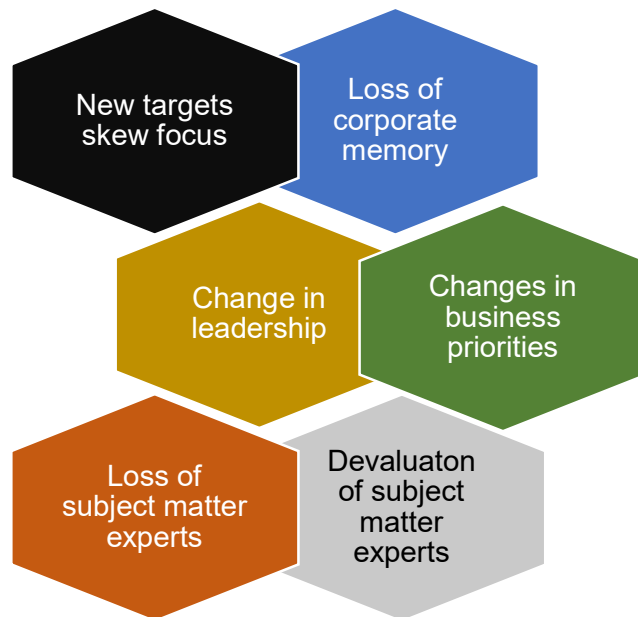 New targets
skew focus
Loss of
corporate
memory
Change in
leadership
Changes in
business
priorities
Loss of
subject matter
experts
Devaluaton
of subject
matter
experts